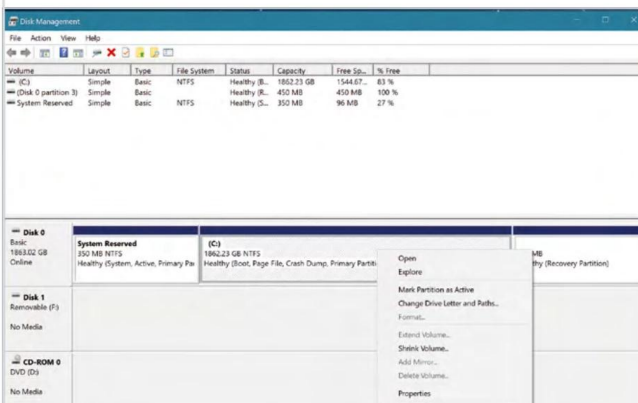 Disk Management
File Action View Help
Volume Layout Type File System Status Capacity Free Sp... % Free
(C:) Simple Basic NTFS Healthy (B... 1862.23 GB 1544.67... 83 %
(Disk 0 partition 3) Simple Basic Healthy (R... 450 MB 450 MB 100 %
System Reserved Simple Basic NTFS Healthy (S... 350 MB 96 MB 27 %
Disk 0
Basic
1863.02 GB
Online
System Reserved
350 MB NTFS
Healthy (System, Active, Primary Par
(C:)
1862.23 GB NTFS
Healthy (Boot, Page File, Crash Dump, Primary Partiti
MB
thy (Recovery Partition)
Open
Explore
Mark Partition as Active
Change Drive Letter and Paths...
Format...
Extend Volume...
Shrink Volume...
Add Mirror...
Delete Volume...
Properties
Disk 1
Removable (F:)
No Media
CD-ROM 0
DVD (D:)
No Media